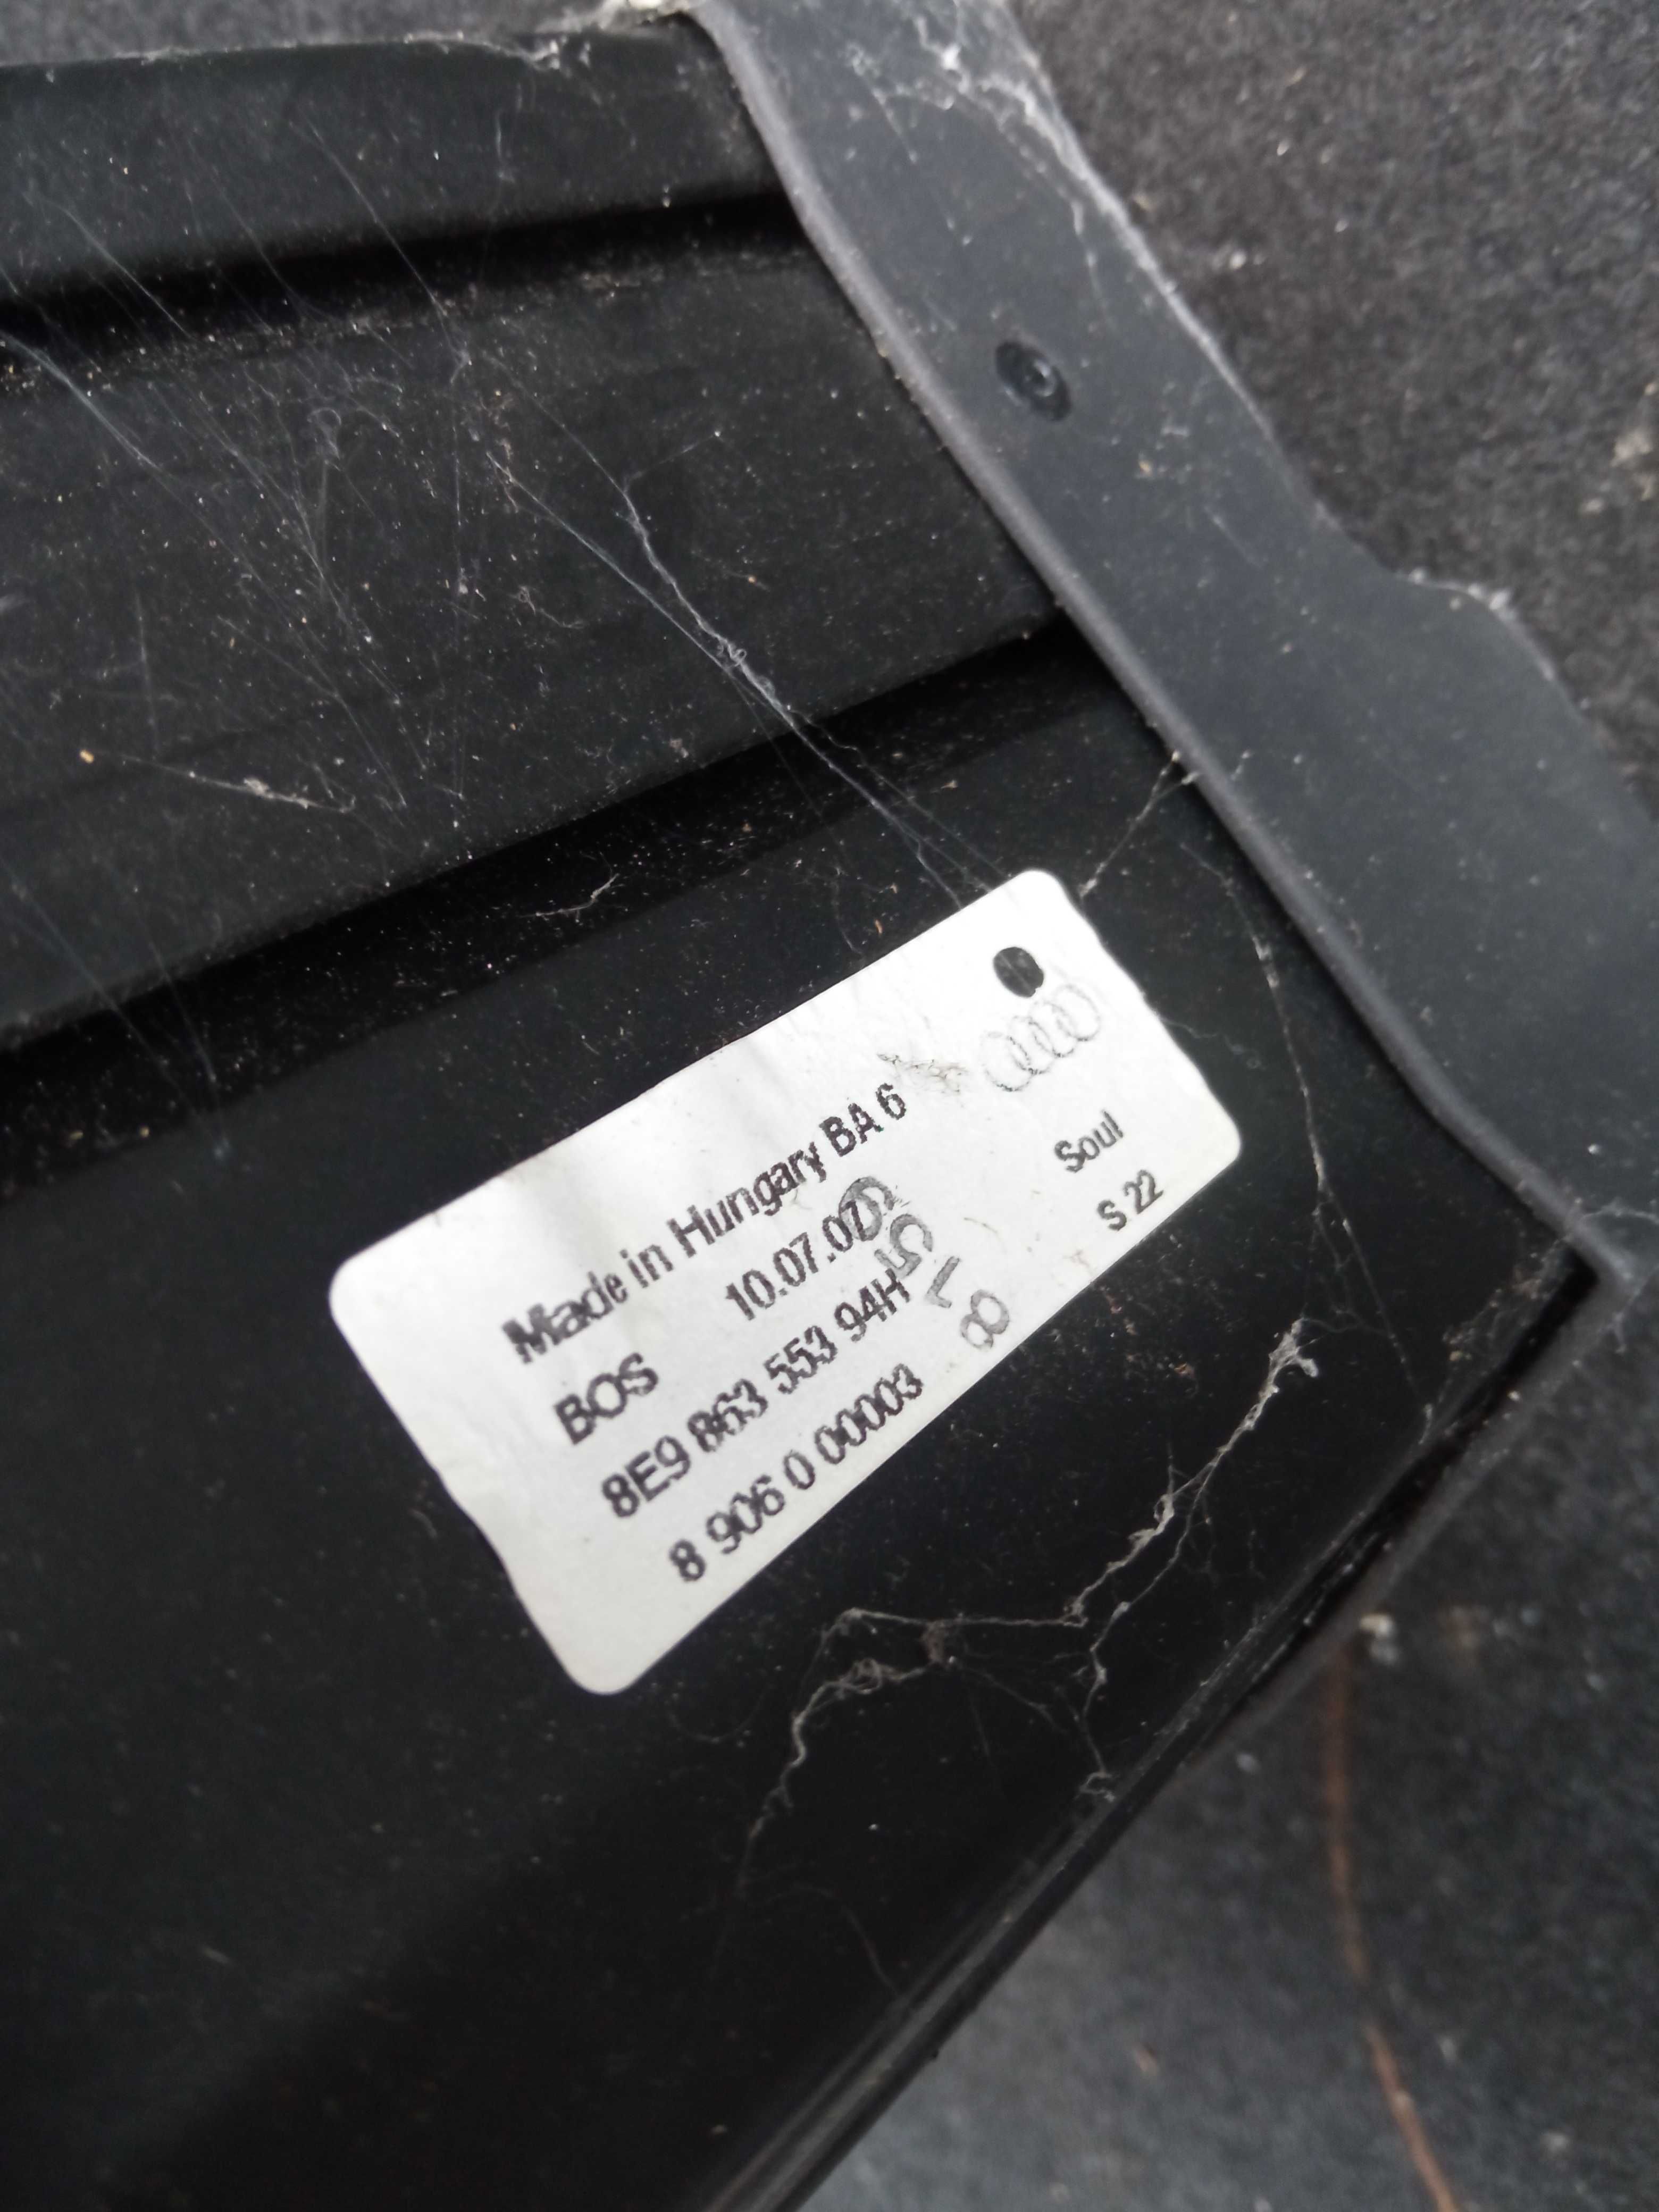 Made in Hungary BA 6
BOS 10.07.07
8E9 863 553 94H
8 906 0 00003
Soul
S 22